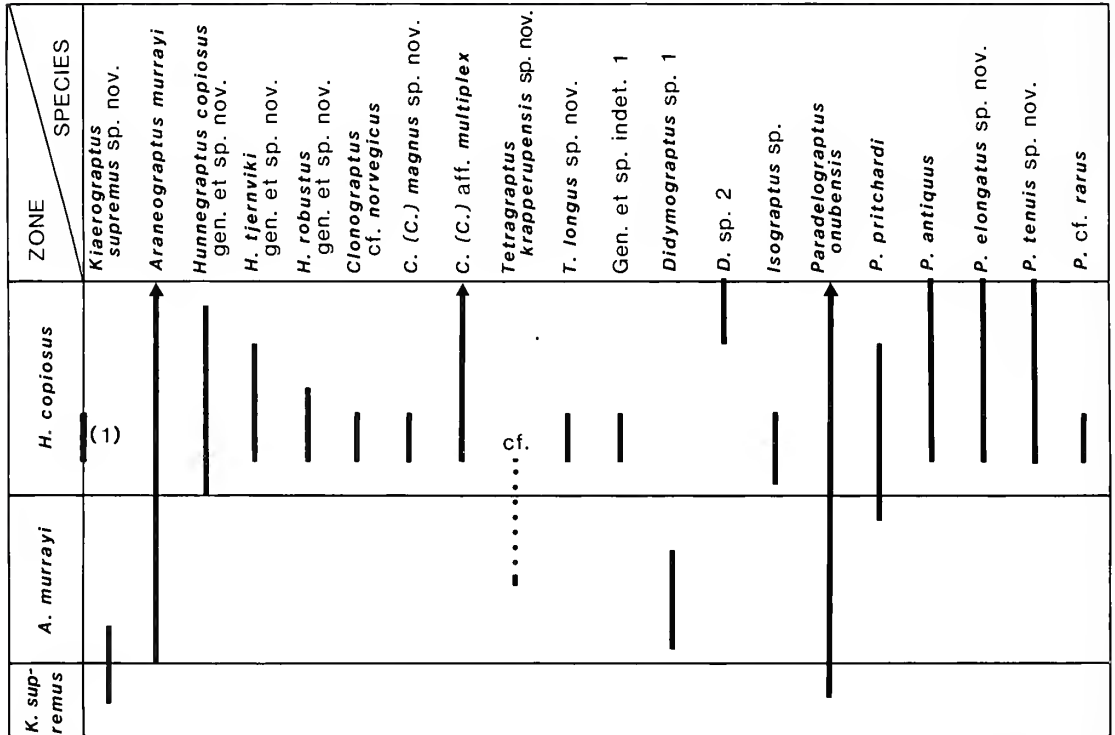 ZONE
SPECIES
Kiaerograptus
supremus sp. nov.
Araneograptus murrayi
Hunnegraptus copiosus
gen. et sp. nov.
H. tjernviki
gen. et sp. nov.
H. robustus
gen. et sp. nov.
Clonograptus
cf. norvegicus
C. (C.) magnus sp. nov.
C. (C.) aff. multiplex
Tetragraptus
krapperupensis sp. nov.
T. longus sp. nov.
Gen. et sp. indet. 1
Didymograptus sp. 1
D. sp. 2
Isograptus sp.
Paradelograptus
onubensis
P. pritchardi
P. antiquus
P. elongatus sp. nov.
P. tenuis sp. nov.
P. cf. rarus
H. copiosus
(1)
cf.
A. murrayi
K. sup-
remus